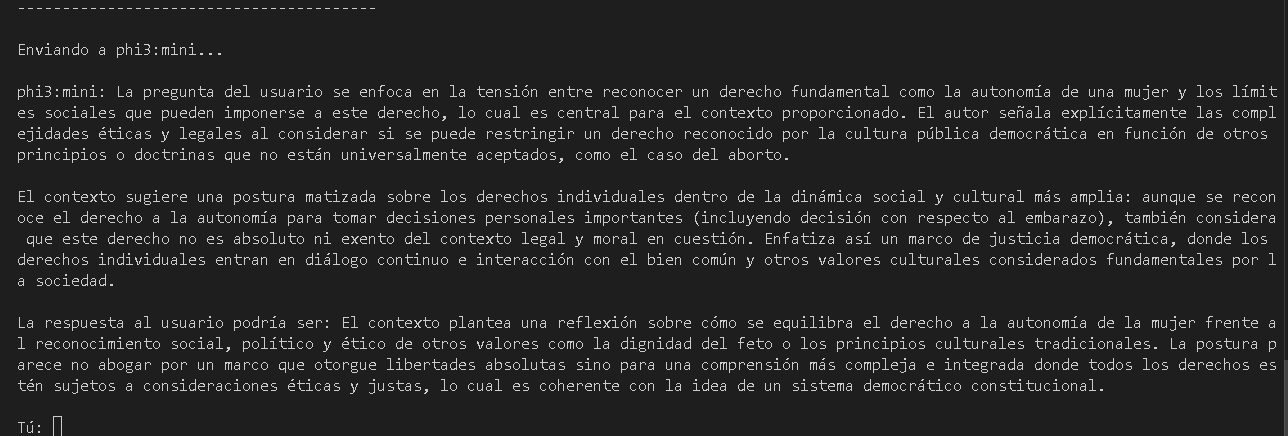 ----------------------------------------
Enviando a phi3:mini...
phi3:mini: La pregunta del usuario se enfoca en la tensión entre reconocer un derecho fundamental como la autonomía de una mujer y los límit
es sociales que pueden imponerse a este derecho, lo cual es central para el contexto proporcionado. El autor señala explícitamente las compl
ejidades éticas y legales al considerar si se puede restringir un derecho reconocido por la cultura pública democrática en función de otros
principios o doctrinas que no están universalmente aceptados, como el caso del aborto.
El contexto sugiere una postura matizada sobre los derechos individuales dentro de la dinámica social y cultural más amplia: aunque se recon
oce el derecho a la autonomía para tomar decisiones personales importantes (incluyendo decisión con respecto al embarazo), también considera
que este derecho no es absoluto ni exento del contexto legal y moral en cuestión. Enfatiza así un marco de justicia democrática, donde los
derechos individuales entran en diálogo continuo e interacción con el bien común y otros valores culturales considerados fundamentales por l
a sociedad.
La respuesta al usuario podría ser: El contexto plantea una reflexión sobre cómo se equilibra el derecho a la autonomía de la mujer frente a
l reconocimiento social, político y ético de otros valores como la dignidad del feto o los principios culturales tradicionales. La postura p
arece no abogar por un marco que otorgue libertades absolutas sino para una comprensión más compleja e integrada donde todos los derechos es
tén sujetos a consideraciones éticas y justas, lo cual es coherente con la idea de un sistema democrático constitucional.
Tú: